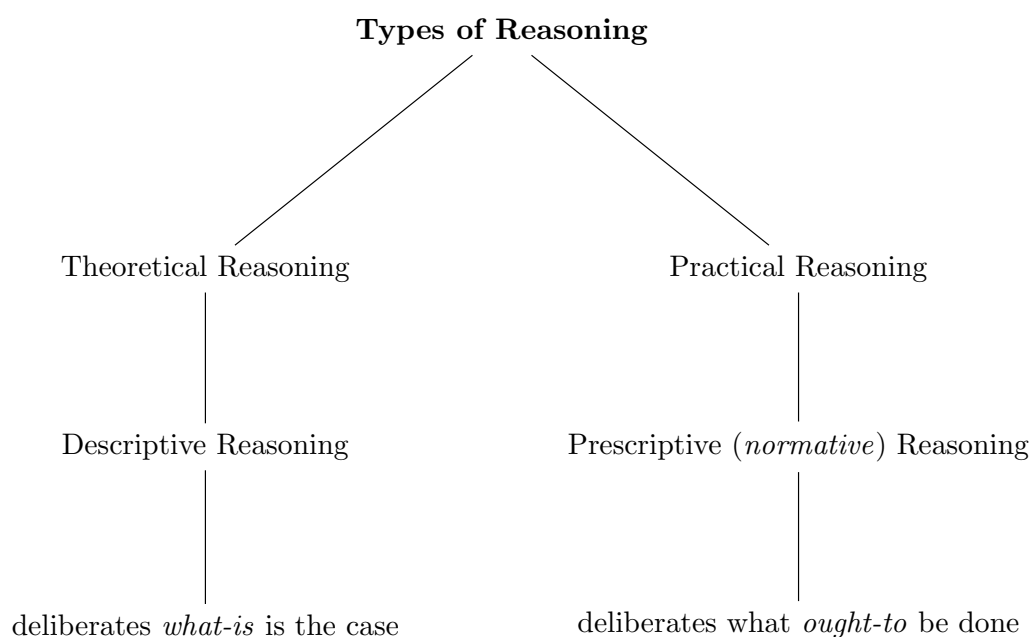 Types of Reasoning
Theoretical Reasoning
Practical Reasoning
Descriptive Reasoning
Prescriptive (normative) Reasoning
deliberates what-is is the case
deliberates what ought-to be done